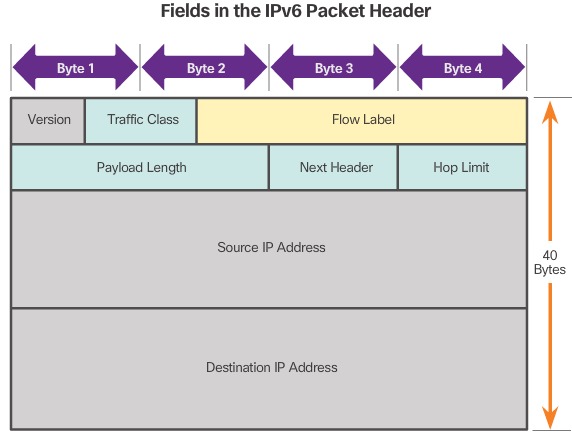 Fields in the IPv6 Packet Header
Byte 1 Byte 2 Byte 3 Byte 4
Version Traffic Class Flow Label
Payload Length Next Header Hop Limit
Source IP Address
40
Bytes
Destination IP Address